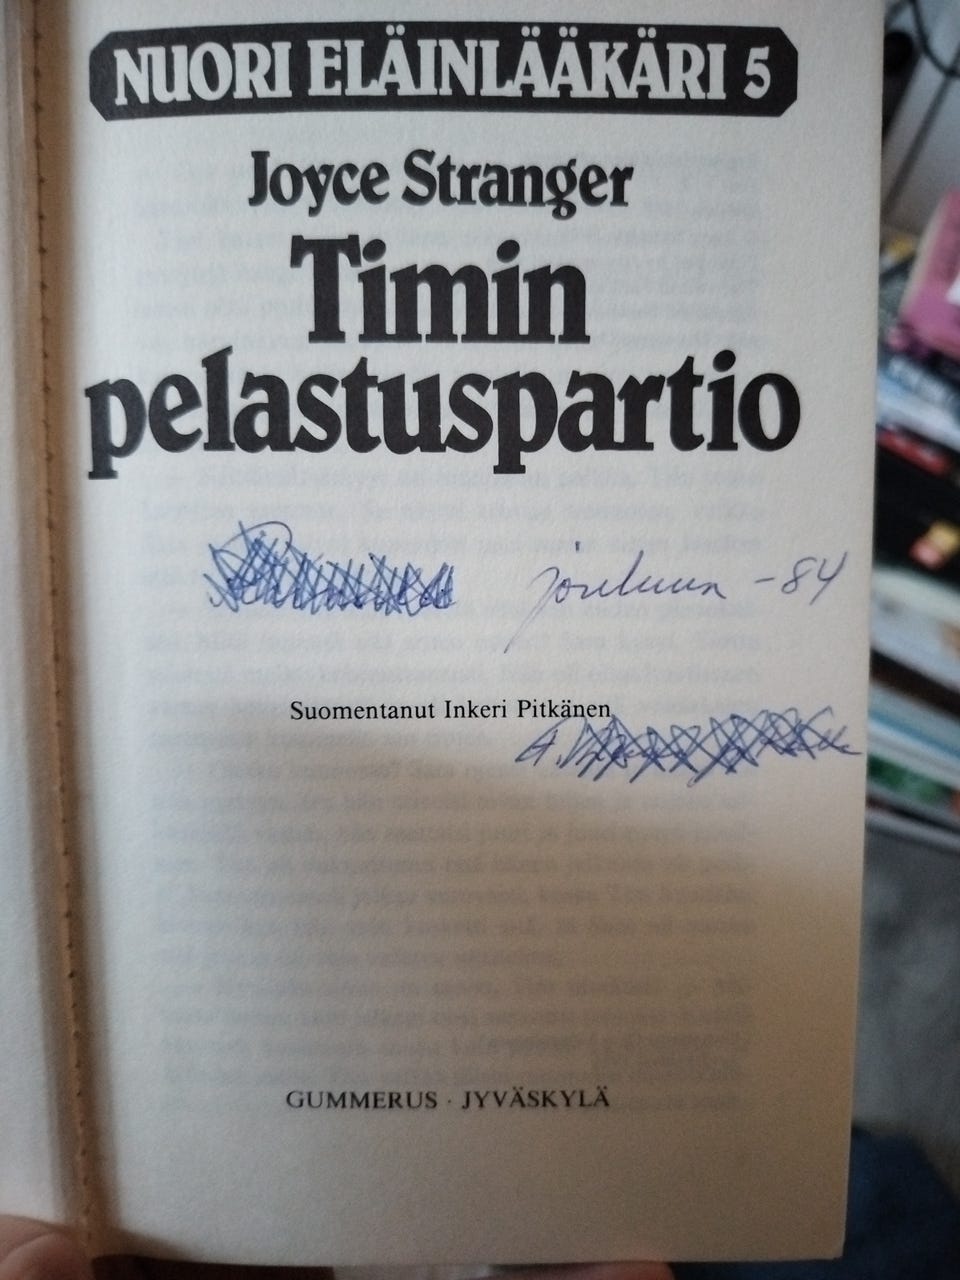 NUORI ELÄINLÄÄKÄRI 5
Joyce Stranger
Timin
pelastuspartio
jouluna -84
Suomentanut Inkeri Pitkänen
GUMMERUS · JYVÄSKYLÄ